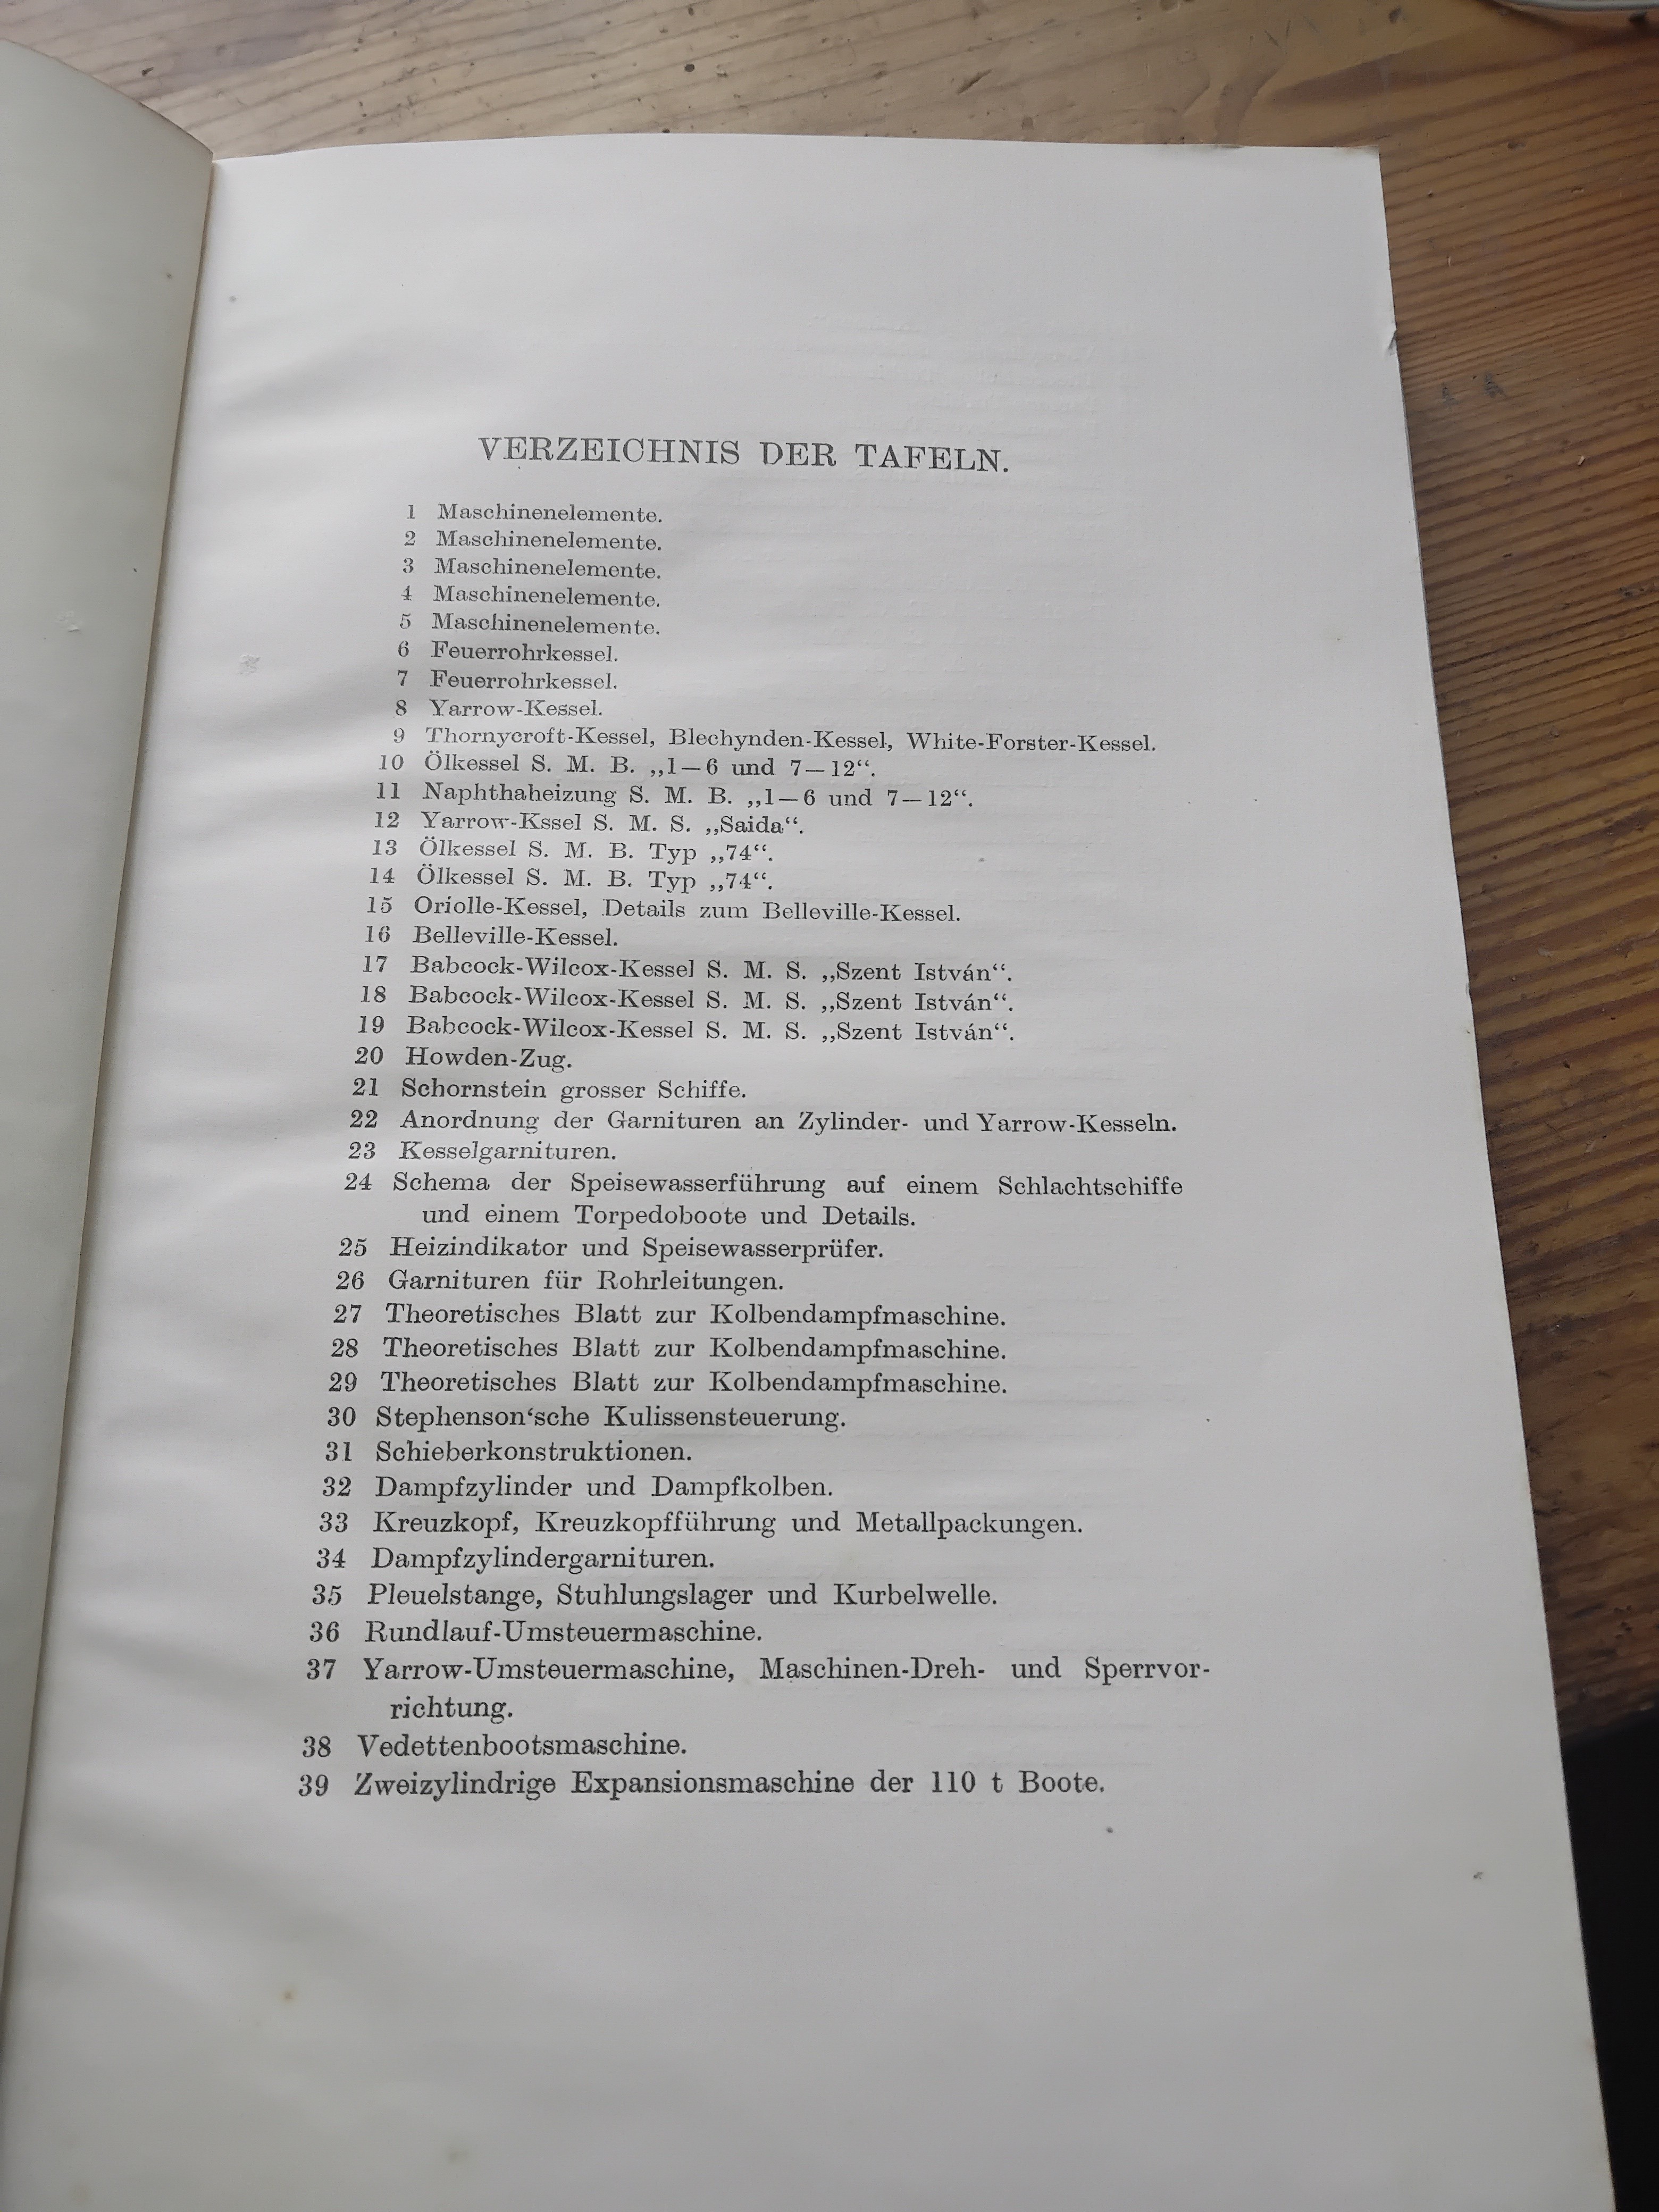 VERZEICHNIS DER TAFELN.
1 Maschinenelemente.
2 Maschinenelemente.
3 Maschinenelemente.
4 Maschinenelemente.
5 Maschinenelemente.
6 Feuerrohrkessel.
7 Feuerrohrkessel.
8 Yarrow-Kessel.
9 Thornycroft-Kessel, Blechynden-Kessel, White-Forster-Kessel.
10 Ölkessel S. M. B. „1—6 und 7—12“.
11 Naphthaheizung S. M. B. „1—6 und 7—12“.
12 Yarrow-Kssel S. M. S. „Saida“.
13 Ölkessel S. M. B. Typ „74“.
14 Ölkessel S. M. B. Typ „74“.
15 Oriolle-Kessel, Details zum Belleville-Kessel.
16 Belleville-Kessel.
17 Babcock-Wilcox-Kessel S. M. S. „Szent István“.
18 Babcock-Wilcox-Kessel S. M. S. „Szent István“.
19 Babcock-Wilcox-Kessel S. M. S. „Szent István“.
20 Howden-Zug.
21 Schornstein grosser Schiffe.
22 Anordnung der Garnituren an Zylinder- und Yarrow-Kesseln.
23 Kesselgarnituren.
24 Schema der Speisewasserführung auf einem Schlachtschiffe
und einem Torpedoboote und Details.
25 Heizindikator und Speisewasserprüfer.
26 Garnituren für Rohrleitungen.
27 Theoretisches Blatt zur Kolbendampfmaschine.
28 Theoretisches Blatt zur Kolbendampfmaschine.
29 Theoretisches Blatt zur Kolbendampfmaschine.
30 Stephenson‘sche Kulissensteuerung.
31 Schieberkonstruktionen.
32 Dampfzylinder und Dampfkolben.
33 Kreuzkopf, Kreuzkopfführung und Metallpackungen.
34 Dampfzylindergarnituren.
35 Pleuelstange, Stuhlungslager und Kurbelwelle.
36 Rundlauf-Umsteuermaschine.
37 Yarrow-Umsteuermaschine, Maschinen-Dreh- und Sperrvor-
richtung.
38 Vedettenbootsmaschine.
39 Zweizylindrige Expansionsmaschine der 110 t Boote.